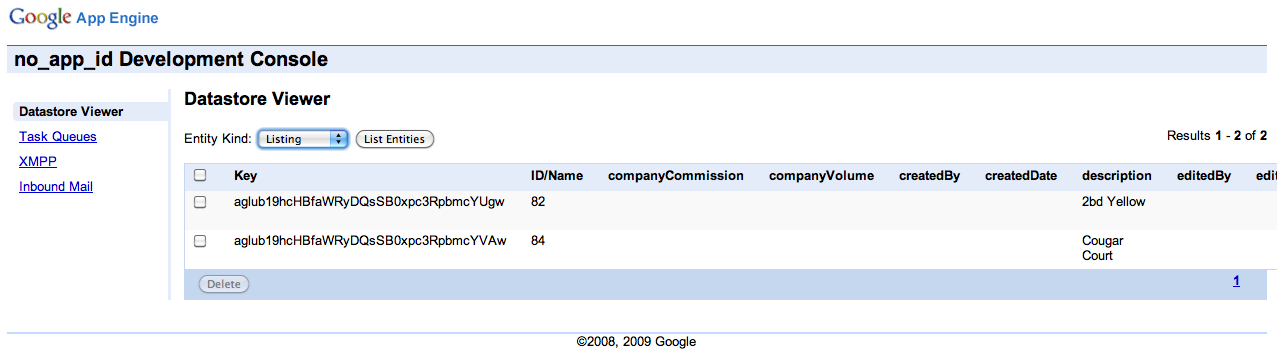 Google App Engine
no_app_id Development Console
Datastore Viewer
Task Queues
XMPP
Inbound Mail
Datastore Viewer
Entity Kind: Listing List Entities
Results 1 - 2 of 2
Key ID/Name companyCommission companyVolume createdBy createdDate description editedBy edit
aglub19hcHBfaWRyDQsSB0xpc3RpbmcYUgw 82 2bd Yellow
aglub19hcHBfaWRyDQsSB0xpc3RpbmcYVAw 84 Cougar
Court
Delete 1
©2008, 2009 Google